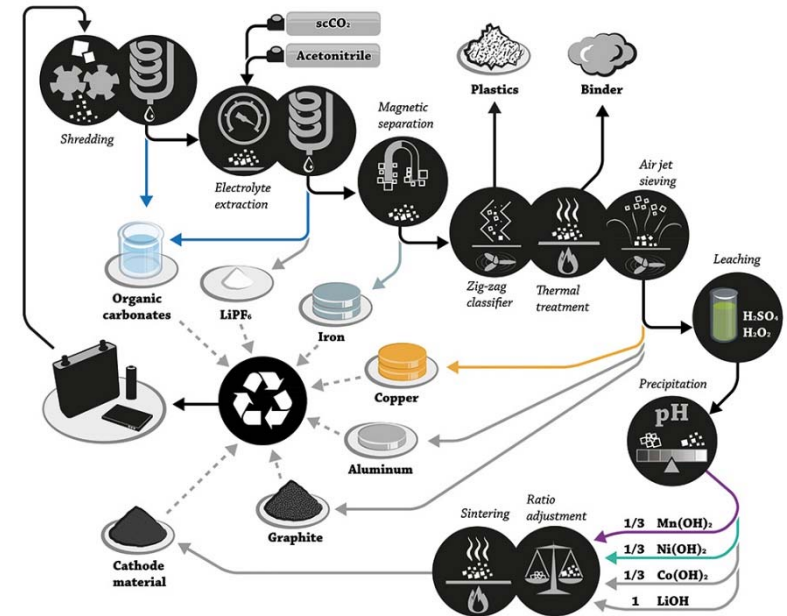 scCO₂
Acetonitrile
Shredding
Electrolyte
extraction
Magnetic
separation
Plastics
Binder
Air jet
sieving
Zig-zag
classifier
Thermal
treatment
Leaching
H₂SO₄
H₂O₂
Organic
carbonates
LiPF₆
Iron
Copper
Aluminum
Graphite
Cathode
material
Precipitation
pH
Sintering
Ratio
adjustment
1/3 Mn(OH)₂
1/3 Ni(OH)₂
1/3 Co(OH)₂
1 LiOH